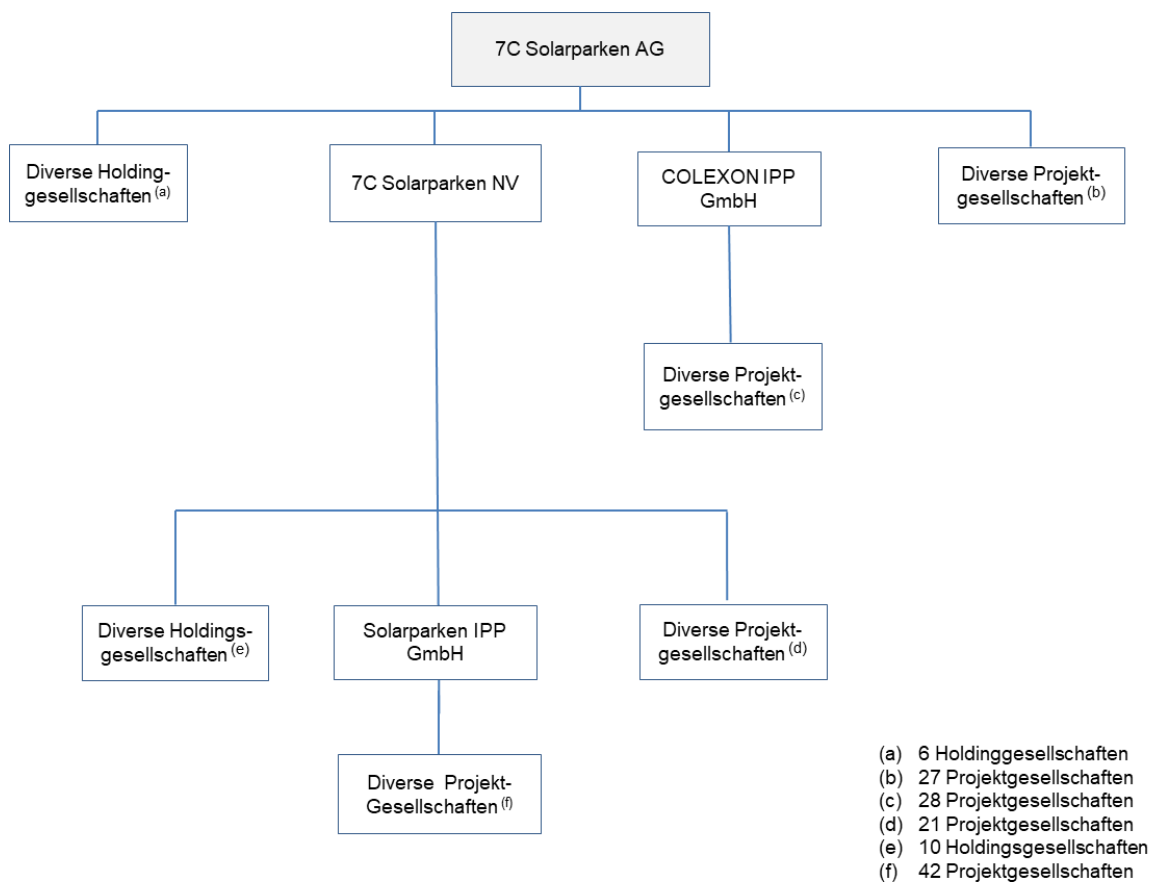 7C Solarparken AG
Diverse Holding-
gesellschaften (a)
7C Solarparken NV
COLEXON IPP
GmbH
Diverse Projekt-
gesellschaften (b)
Diverse Projekt-
gesellschaften (c)
Diverse Holdings-
gesellschaften (e)
Solarparken IPP
GmbH
Diverse Projekt-
gesellschaften (d)
Diverse Projekt-
Gesellschaften (f)
(a) 6 Holdinggesellschaften
(b) 27 Projektgesellschaften
(c) 28 Projektgesellschaften
(d) 21 Projektgesellschaften
(e) 10 Holdingsgesellschaften
(f) 42 Projektgesellschaften